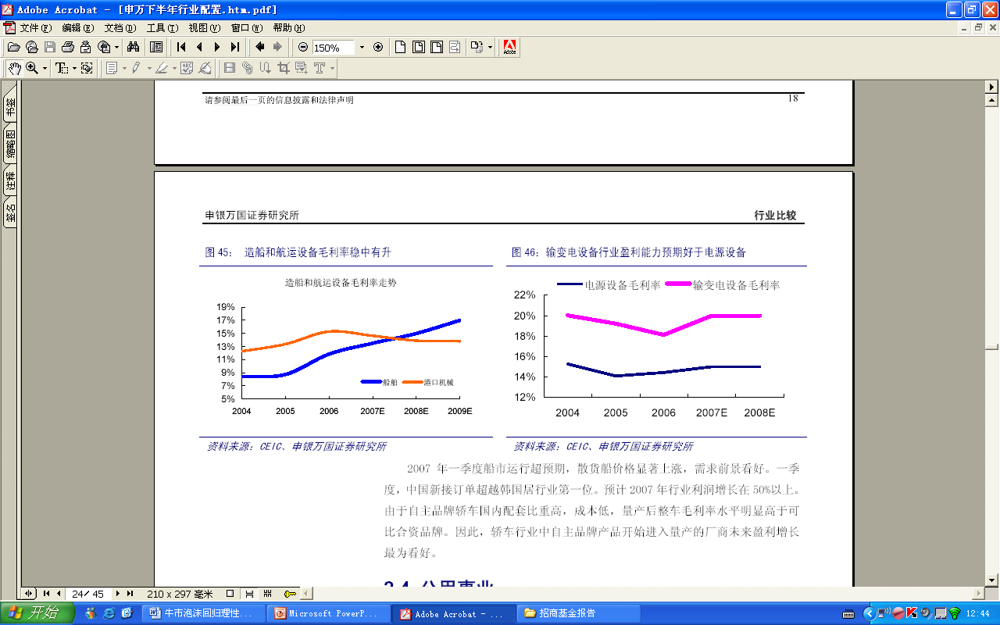 Adobe Acrobat - [申万下半年行业配置.htm.pdf]
文件(F) 编辑(E) 文档(D) 工具(T) 视图(V) 窗口(W) 帮助(H)
150%
Adobe
书签
缩略图
注释
签名
请参阅最后一页的信息披露和法律声明 18
申银万国证券研究所 行业比较
图 45： 造船和航运设备毛利率稳中有升
造船和航运设备毛利率走势
19%
17%
15%
13%
11%
9%
7%
5%
船舶 港口机械
2004 2005 2006 2007E 2008E 2009E
资料来源：CEIC、申银万国证券研究所
图 46：输变电设备行业盈利能力预期好于电源设备
电源设备毛利率 输变电设备毛利率
22%
20%
18%
16%
14%
12%
2004 2005 2006 2007E 2008E
资料来源：CEIC、申银万国证券研究所
2007 年一季度船市运行超预期，散货船价格显著上涨，需求前景看好。一季
度，中国新接订单超越韩国居行业第一位。预计 2007 年行业利润增长在 50%以上。
由于自主品牌轿车国内配套比重高，成本低，量产后整车毛利率水平明显高于可
比合资品牌。因此，轿车行业中自主品牌产品开始进入量产的厂商未来盈利增长
最为看好。
2.4 公用事业
24/ 45 210 x 297 毫米
开始 牛市泡沫回归理性... Microsoft PowerP... Adobe Acrobat - ... 招商基金报告 12:44